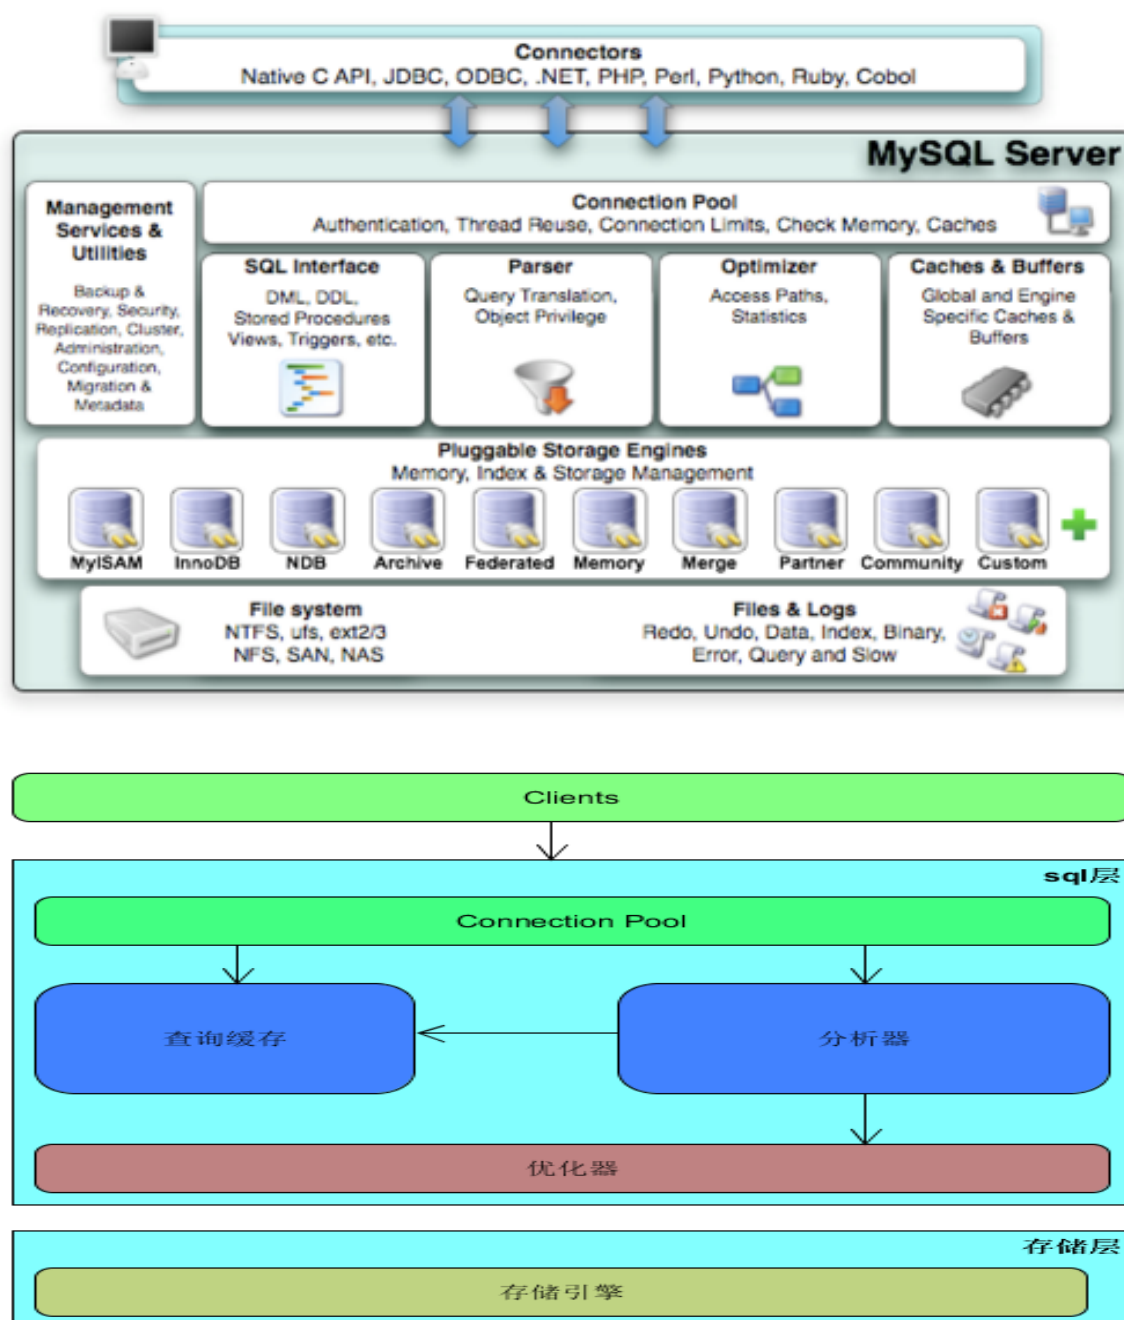 Connectors
Native C API, JDBC, ODBC, .NET, PHP, Perl, Python, Ruby, Cobol
MySQL Server
Management
Services &
Utilities
Backup &
Recovery, Security,
Replication, Cluster,
Administration,
Configuration,
Migration &
Metadata
Connection Pool
Authentication, Thread Reuse, Connection Limits, Check Memory, Caches
SQL Interface
DML, DDL,
Stored Procedures
Views, Triggers, etc.
Parser
Query Translation,
Object Privilege
Optimizer
Access Paths,
Statistics
Caches & Buffers
Global and Engine
Specific Caches &
Buffers
Pluggable Storage Engines
Memory, Index & Storage Management
MyISAM
InnoDB
NDB
Archive
Federated
Memory
Merge
Partner
Community
Custom
File system
NTFS, ufs, ext2/3
NFS, SAN, NAS
Files & Logs
Redo, Undo, Data, Index, Binary,
Error, Query and Slow
Clients
sql层
Connection Pool
查询缓存
分析器
优化器
存储层
存储引擎